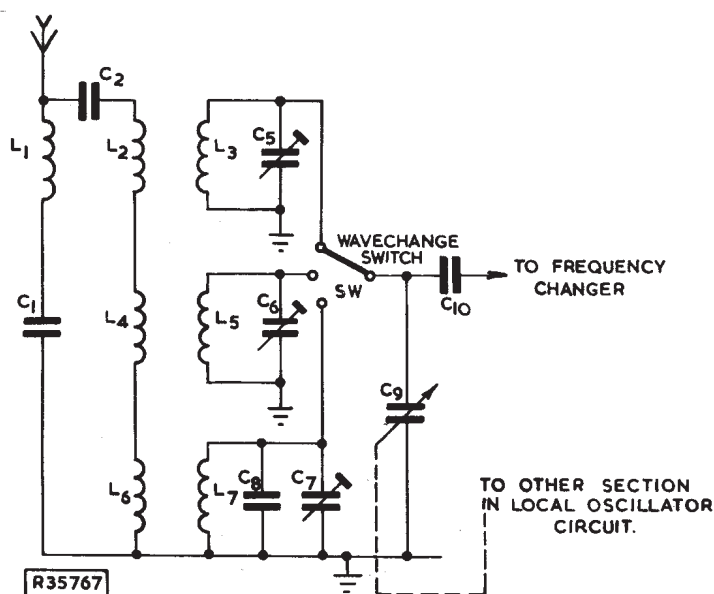 C2
L1
L2
L3
C5
WAVECHANGE
SWITCH
SW
TO FREQUENCY
CHANGER
C10
C1
L4
L5
C6
C9
L6
L7
C8
C7
TO OTHER SECTION
IN LOCAL OSCILLATOR
CIRCUIT.
R35767